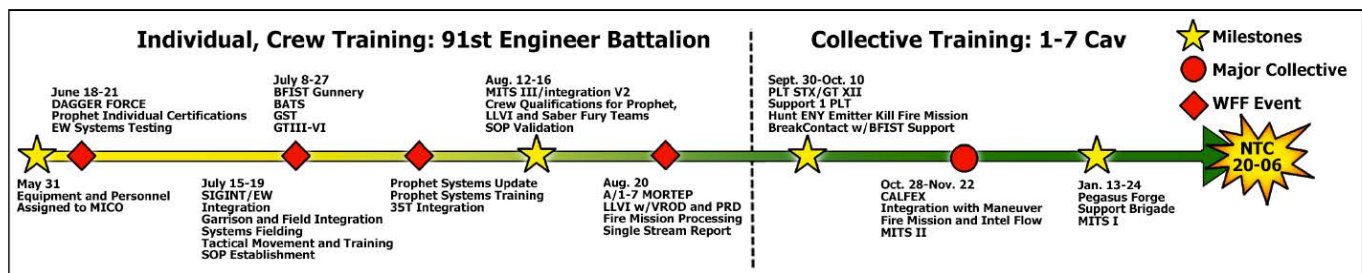 Individual, Crew Training: 91st Engineer Battalion
Collective Training: 1-7 Cav
Milestones
Major Collective
WFF Event
June 18-21
DAGGER FORCE
Prophet Individual Certifications
EW Systems Testing
July 8-27
BFIST Gunnery
BATS
GST
GTIII-VI
Aug. 12-16
MITS III/integration V2
Crew Qualifications for Prophet,
LLVI and Saber Fury Teams
SOP Validation
Sept. 30-Oct. 10
PLT STX/GT XII
Support 1 PLT
Hunt ENY Emitter Kill Fire Mission
BreakContact w/BFIST Support
NTC
20-06
May 31
Equipment and Personnel
Assigned to MICO
July 15-19
SIGINT/EW
Integration
Garrison and Field Integration
Systems Fielding
Tactical Movement and Training
SOP Establishment
Prophet Systems Update
Prophet Systems Training
35T Integration
Aug. 20
A/1-7 MORTEP
LLVI w/VROD and PRD
Fire Mission Processing
Single Stream Report
Oct. 28-Nov. 22
CALFEX
Integration with Maneuver
Fire Mission and Intel Flow
MITS II
Jan. 13-24
Pegasus Forge
Support Brigade
MITS I